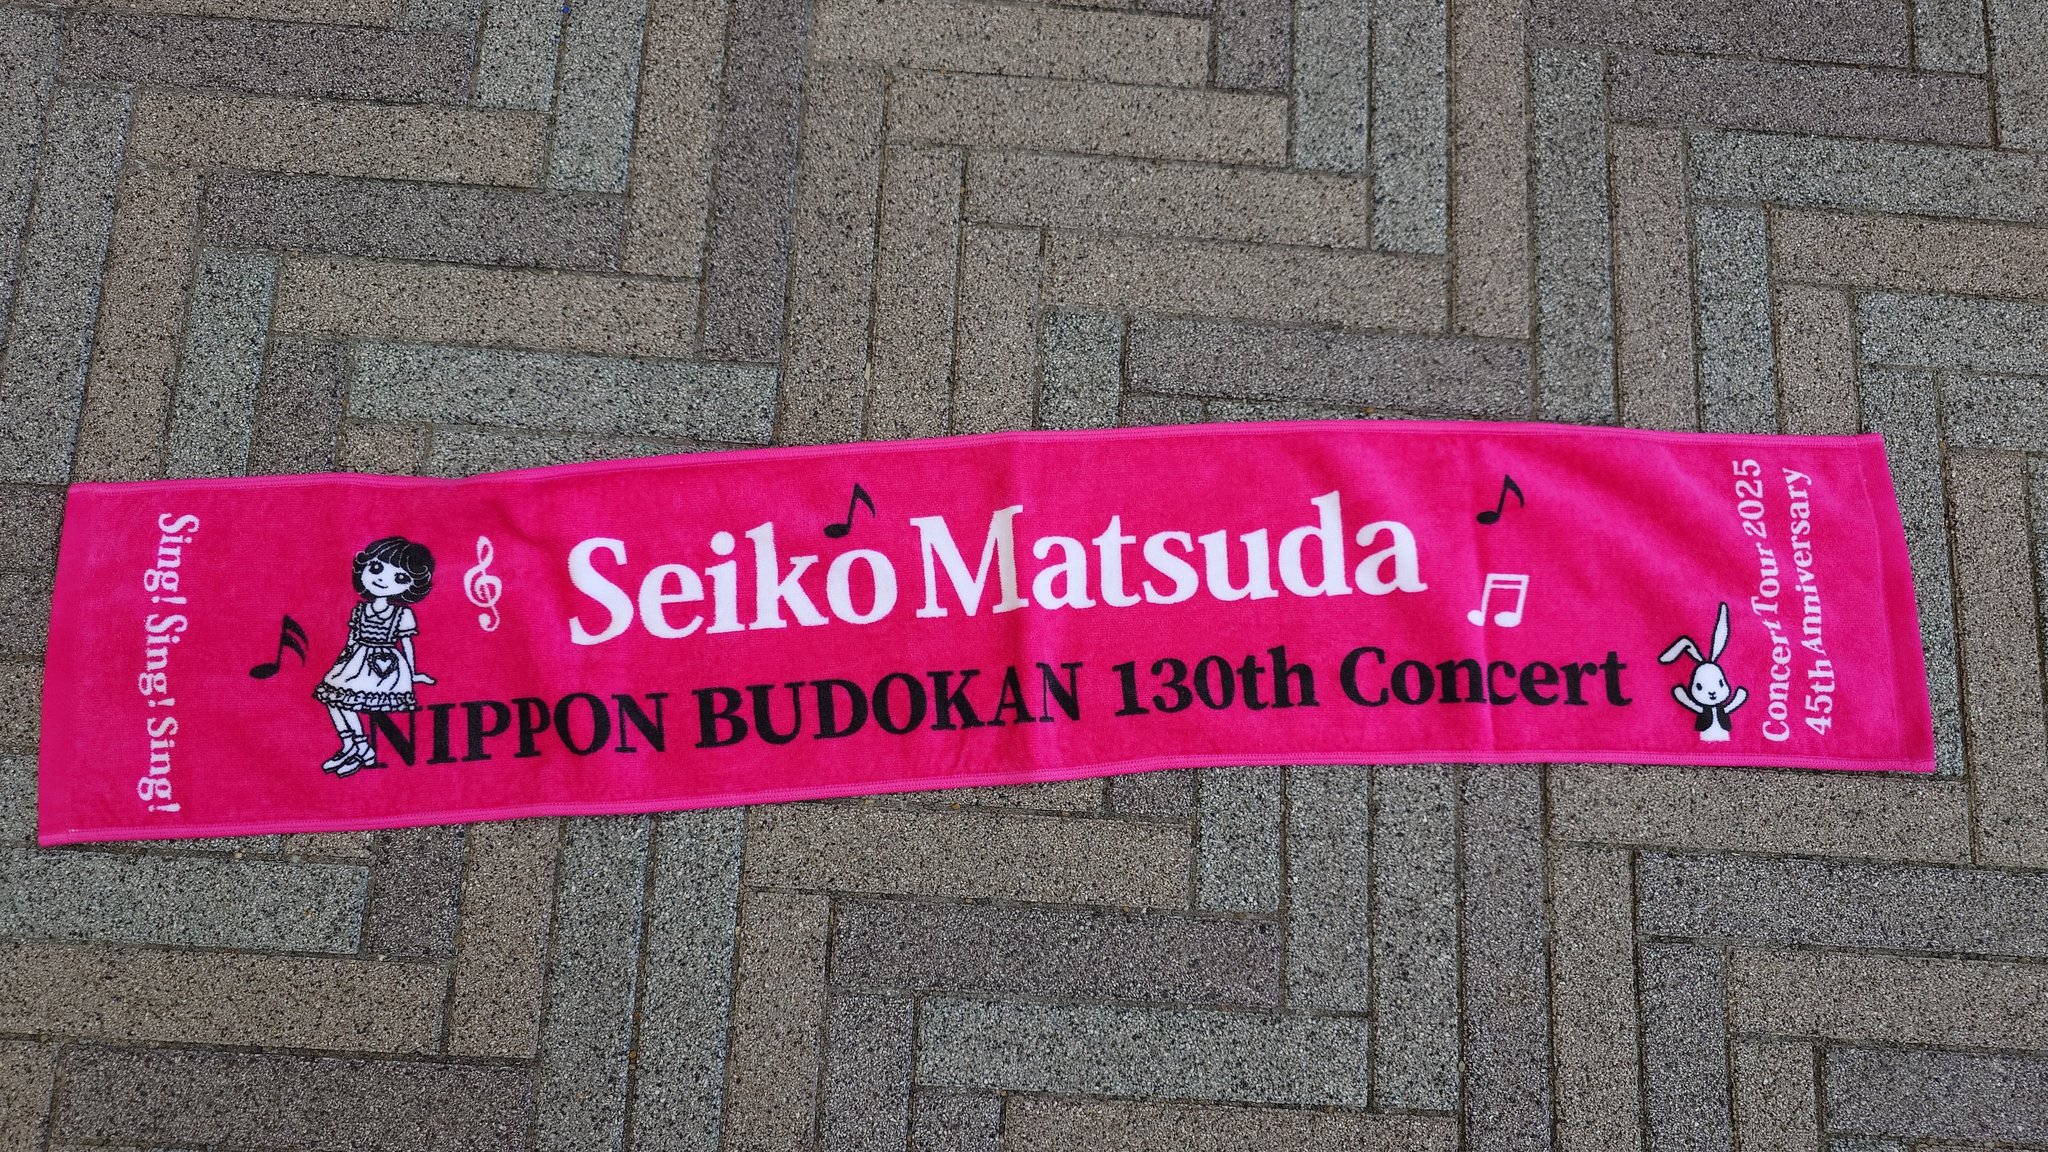 Sing! Sing! Sing!
Seiko Matsuda
NIPPON BUDOKAN 130th Concert
Concert Tour 2025
45th Anniversary